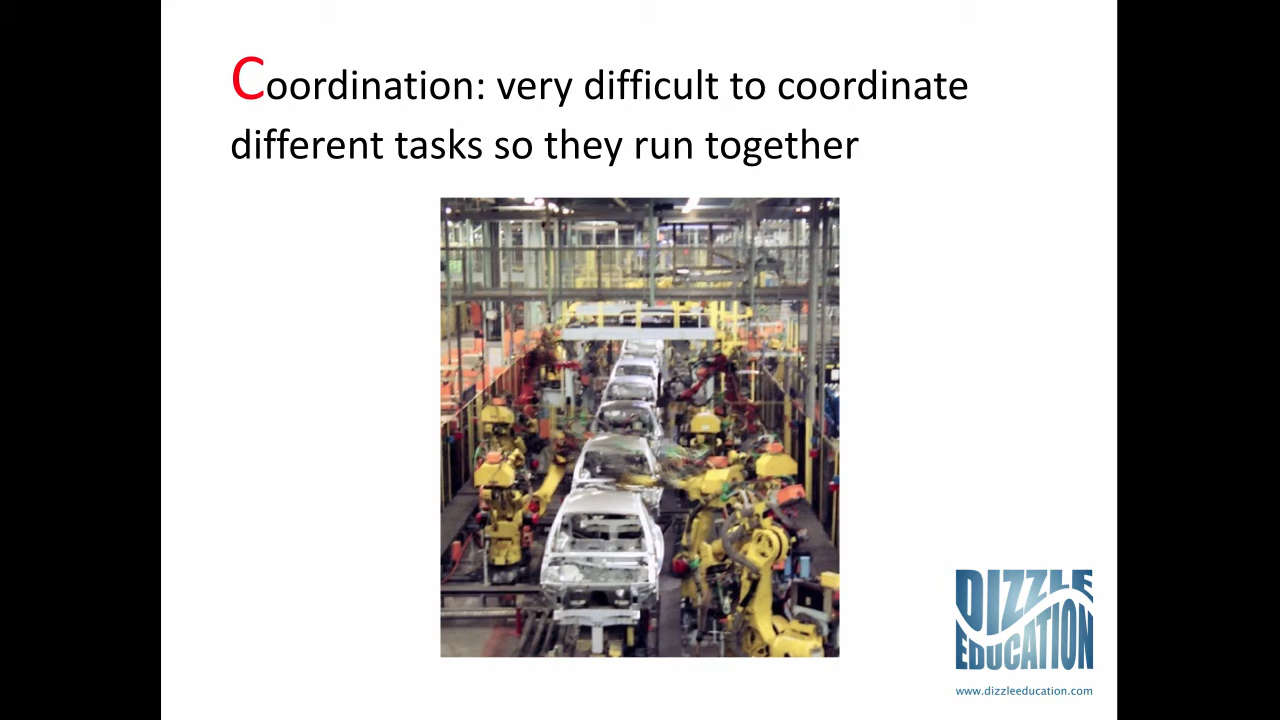 Coordination: very difficult to coordinate
different tasks so they run together
DIZZLE
EDUCATION
www.dizzleeducation.com